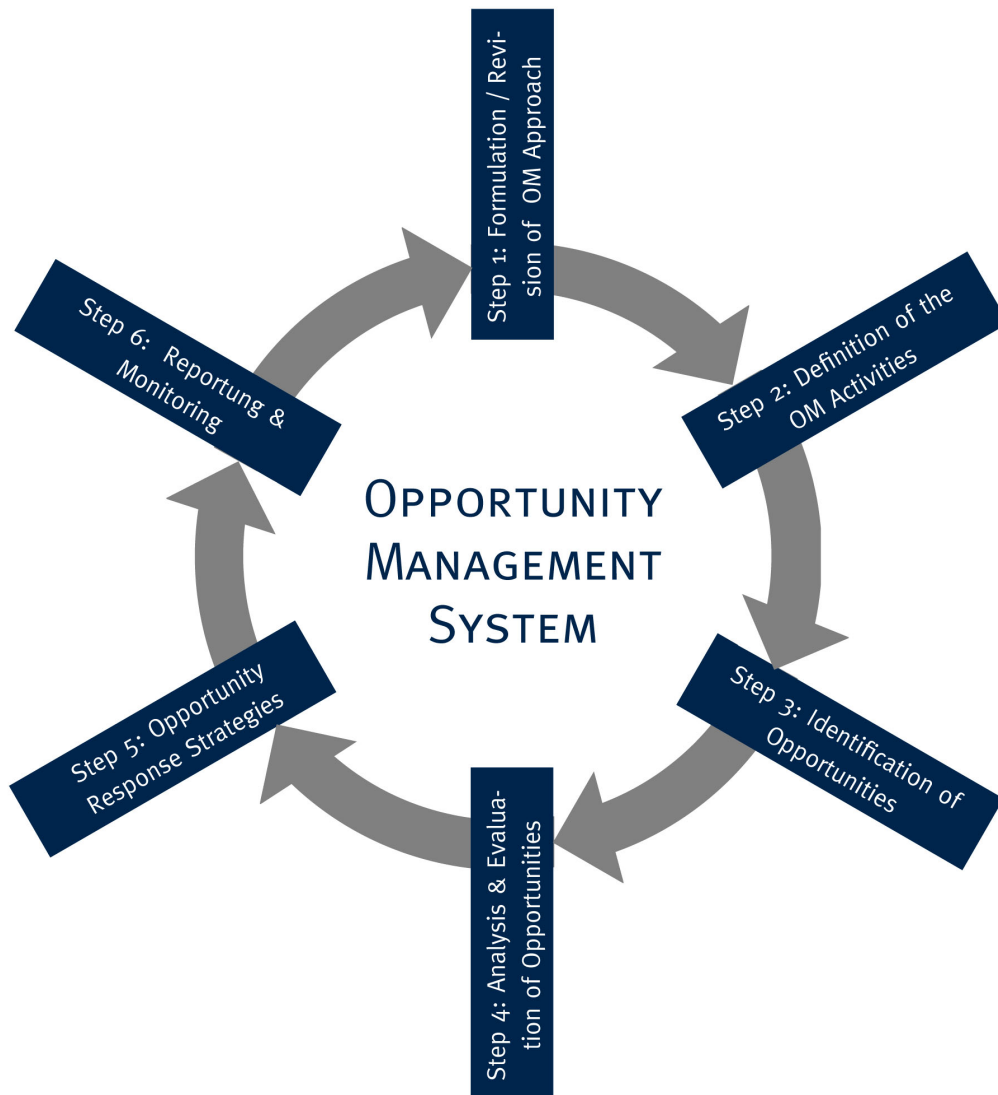 Step 1: Formulation / Revi-
sion of OM Approach
Step 2: Definition of the
OM Activities
Step 3: Identification of
Opportunities
Step 4: Analysis & Evalua-
tion of Opportunities
Step 5: Opportunity
Response Strategies
Step 6: Reportung &
Monitoring
OPPORTUNITY
MANAGEMENT
SYSTEM